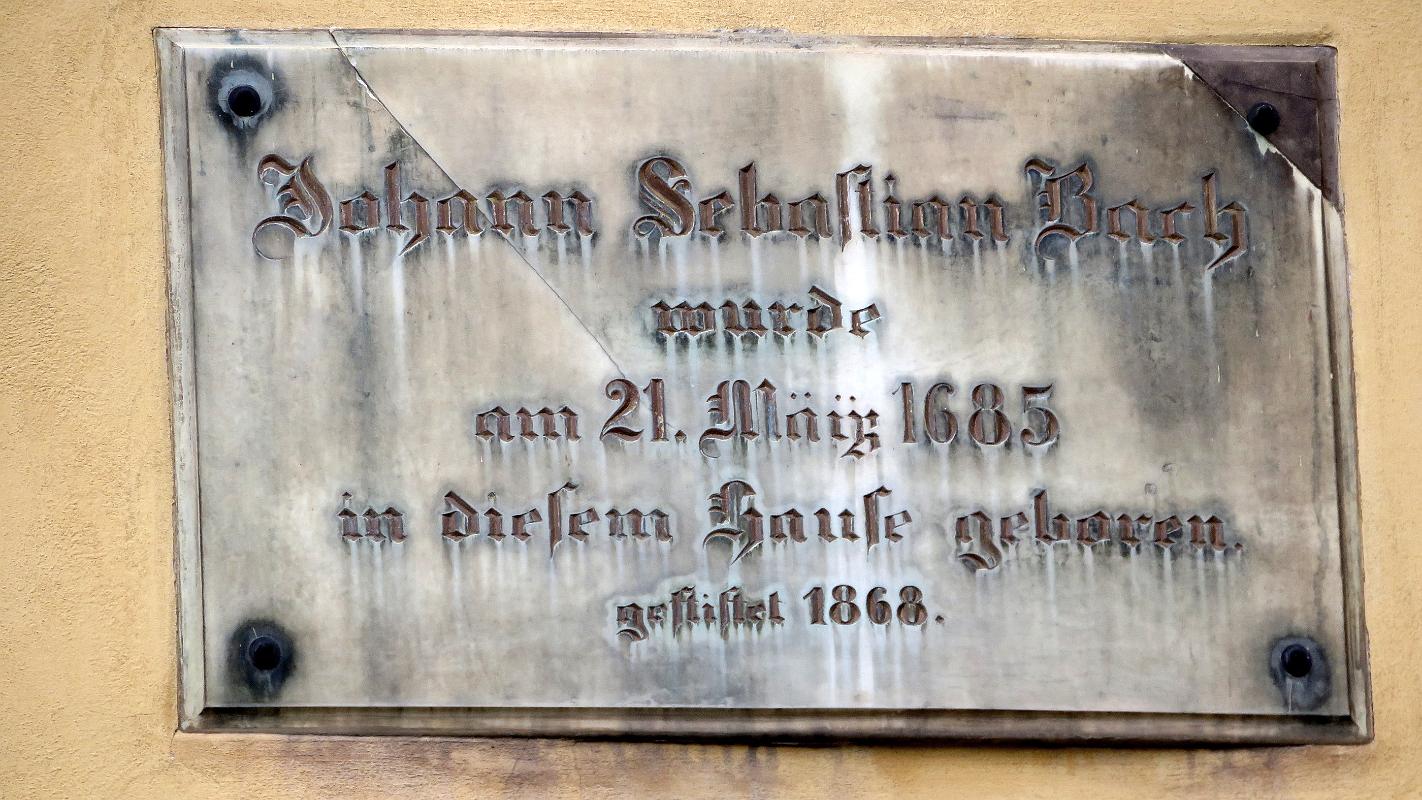 Johann Sebastian Bach
wurde
am 21. März 1685
in diesem Hause geboren.
gestiftet 1868.